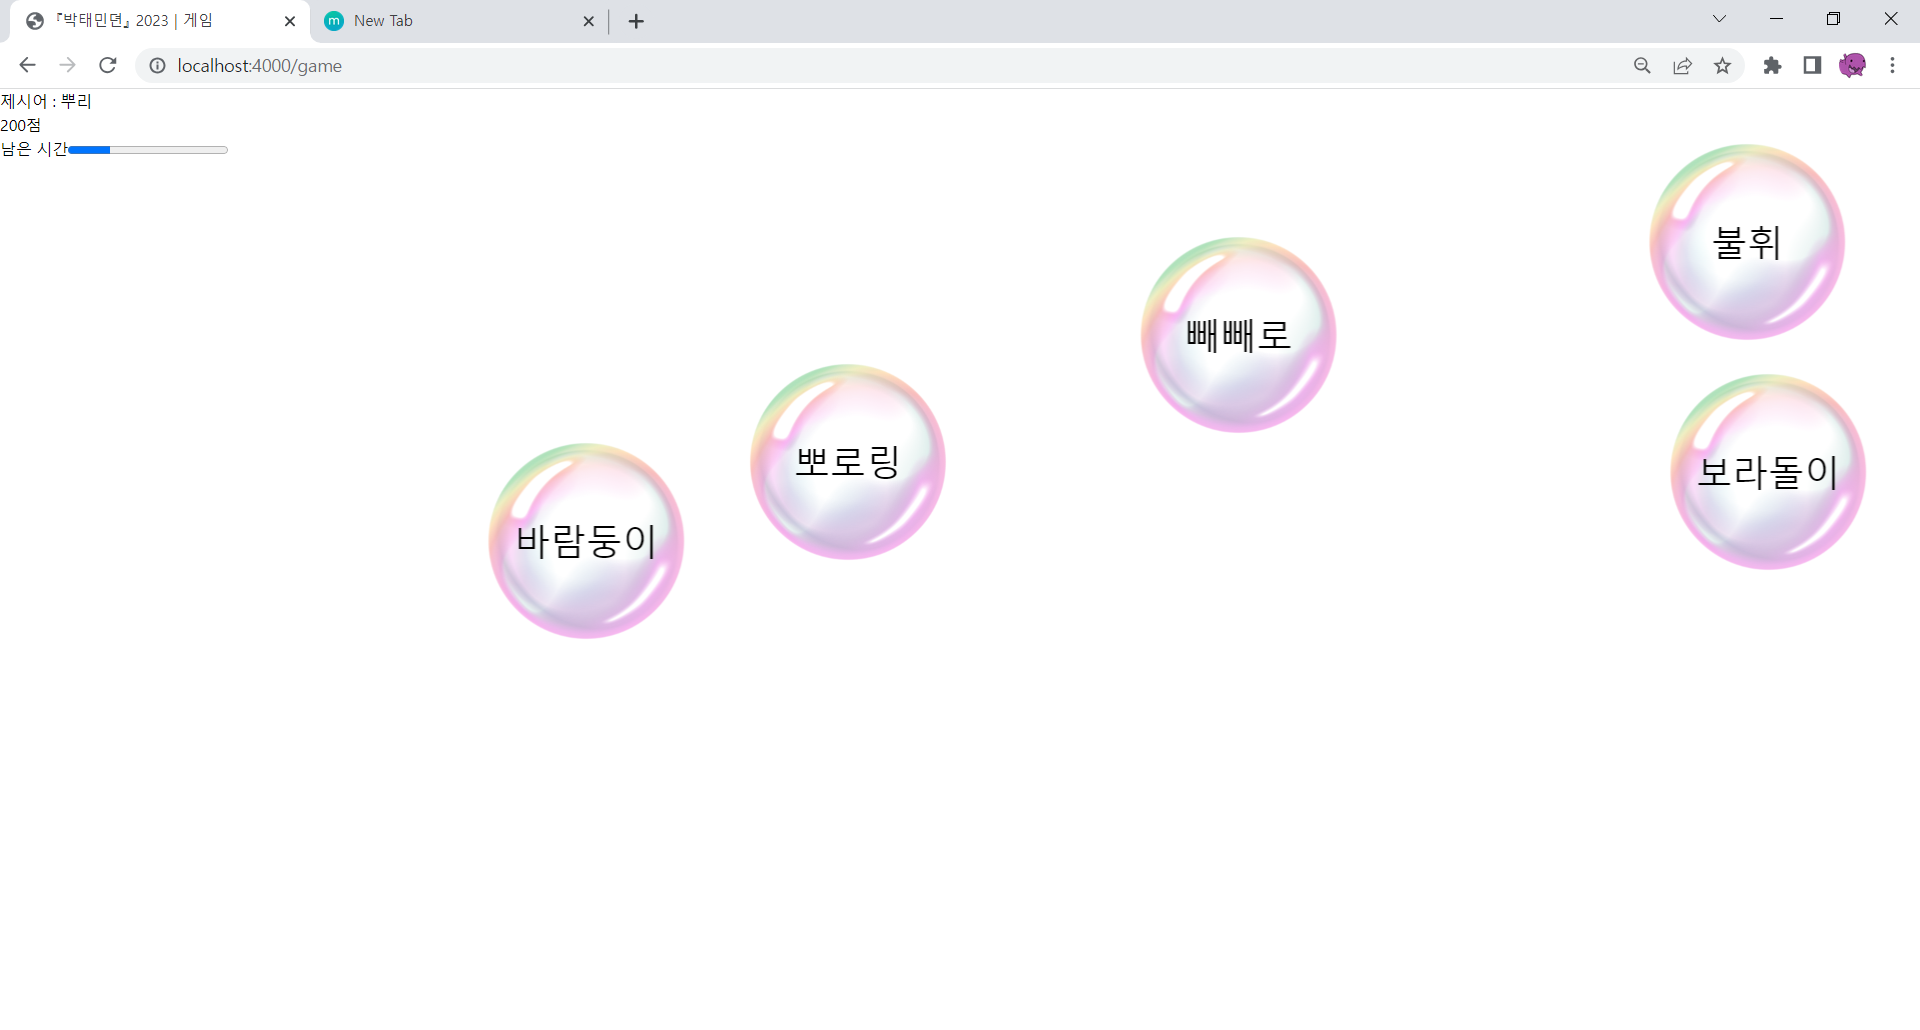 『박태민뎐』 2023 | 게임
New Tab
localhost:4000/game
제시어 : 뿌리
200점
남은 시간
불휘
빼빼로
뽀로링
보라돌이
바람둥이